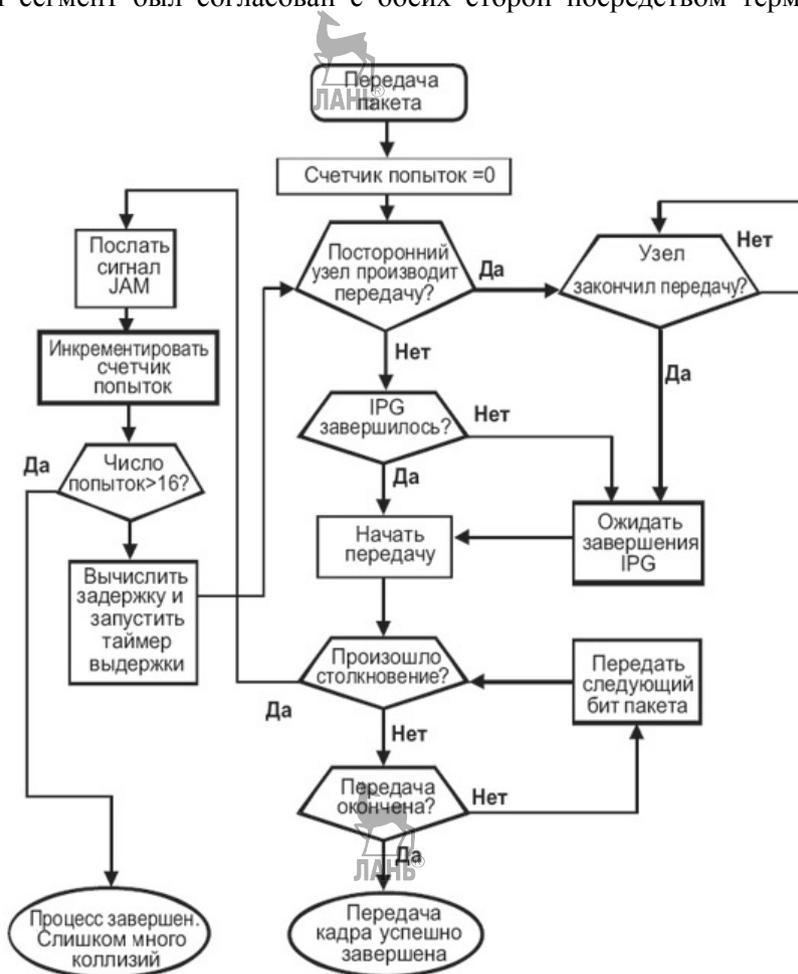 сегмент был согласован с обеих сторон посредством терм
Передача
пакета
ЛАНЬ®
Счетчик попыток =0
Послать
сигнал
JAM
Посторонний
узел производит
передачу?
Да
Узел
закончил передачу?
Нет
Инкрементировать
счетчик
попыток
Нет
Да
IPG
завершилось?
Нет
Да
Число
попыток>16?
Да
Начать
передачу
Ожидать
завершения
IPG
Вычислить
задержку и
запустить
таймер
выдержки
Произошло
столкновение?
Передать
следующий
бит пакета
Да
Нет
Передача
окончена?
Нет
Да
ЛАНЬ®
Процесс завершен.
Слишком много
коллизий
Передача
кадра успешно
завершена